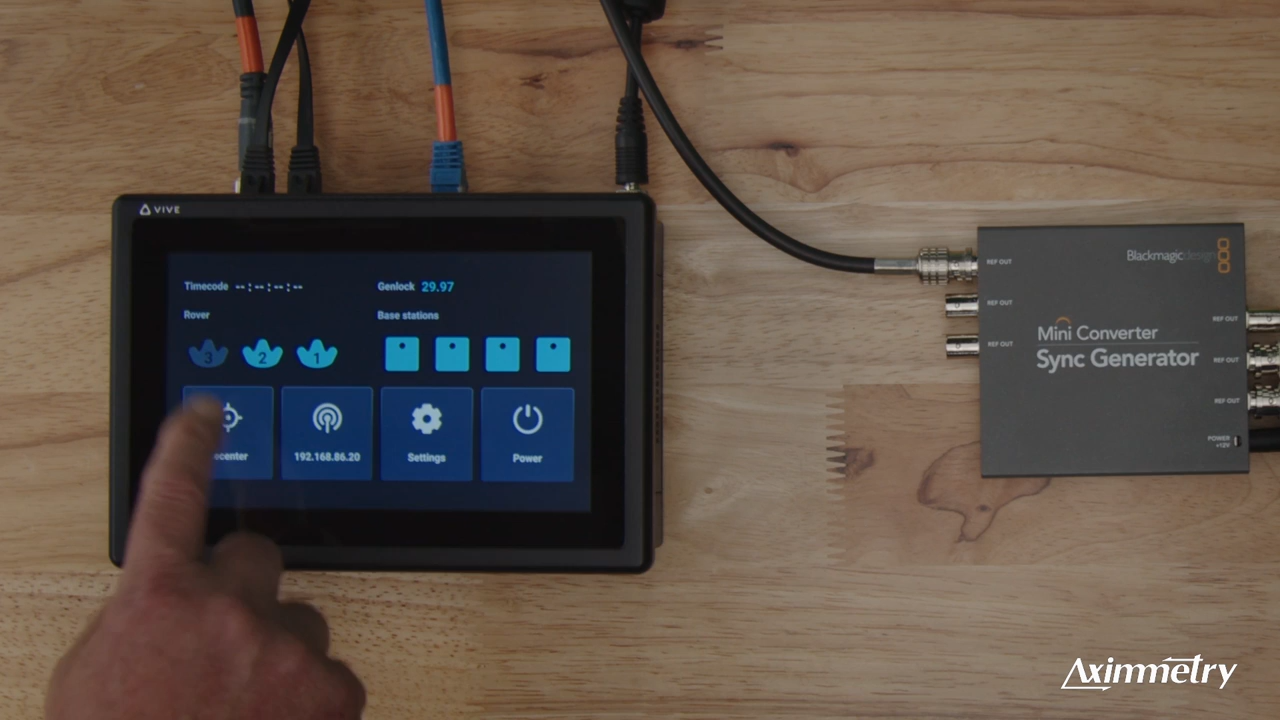 VIVE
Timecode --:--:--:--
Genlock 29.97
Rover
Base stations
3 2 1
ecenter
192.168.86.20
Settings
Power
REF OUT
REF OUT
REF OUT
Blackmagicdesign
Mini Converter
Sync Generator
REF OUT
REF OUT
REF OUT
POWER
+12V
Aximmetry